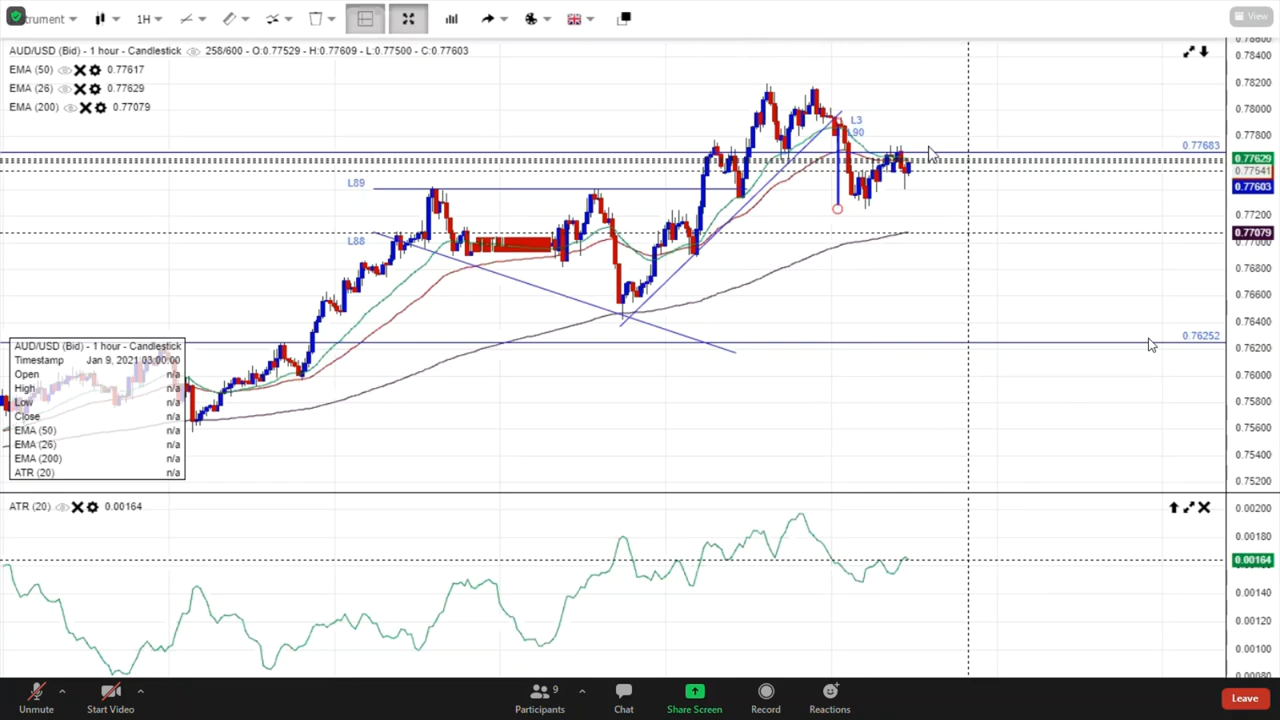 trument 1H View
AUD/USD (Bid) - 1 hour - Candlestick 258/600 - O:0.77529 - H:0.77609 - L:0.77500 - C:0.77603
EMA (50) 0.77617
EMA (26) 0.77629
EMA (200) 0.77079
L3
L90
L89
L88
0.77683
0.76252
0.78400
0.78200
0.78000
0.77800
0.77629
0.77541
0.77603
0.77200
0.77079
0.77000
0.76800
0.76600
0.76400
0.76200
0.76000
0.75800
0.75600
0.75400
0.75200
AUD/USD (Bid) - 1 hour - Candlestick
Timestamp Jan 9, 2021 03:00:00
Open n/a
High n/a
Low n/a
Close n/a
EMA (50) n/a
EMA (26) n/a
EMA (200) n/a
ATR (20) n/a
ATR (20) 0.00164
0.00200
0.00180
0.00164
0.00140
0.00120
0.00100
Unmute Start Video Participants 9 Chat Share Screen Record Reactions Leave